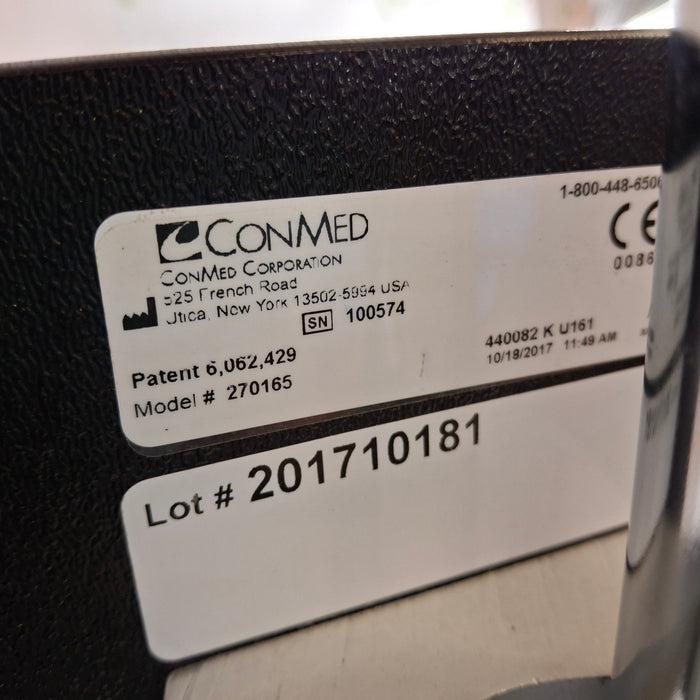 1-800-448-6506
CONMED
CONMED CORPORATION
525 French Road
Utica, New York 13502-5994 USA
SN 100574
CE
0086
Patent 6,062,429
Model # 270165
440082 K U161
10/18/2017 11:49 AM
Lot # 201710181